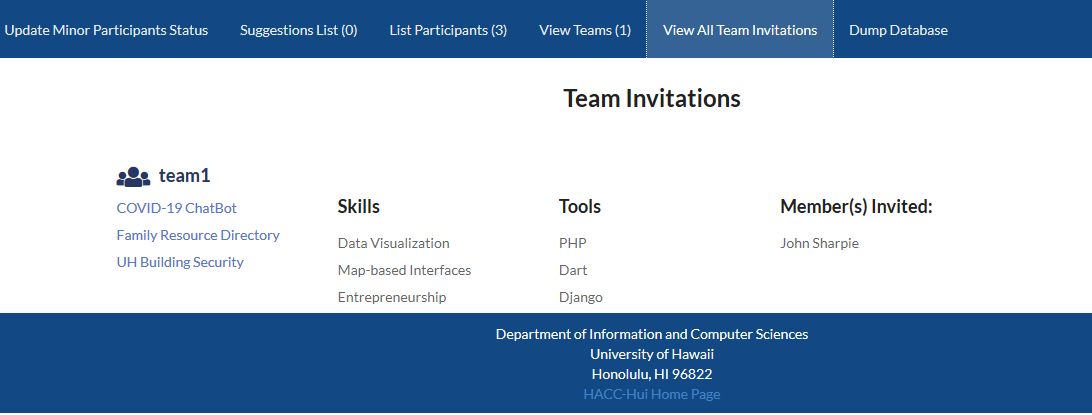 Update Minor Participants Status Suggestions List (0) List Participants (3) View Teams (1) View All Team Invitations Dump Database
Team Invitations
team1
COVID-19 ChatBot
Family Resource Directory
UH Building Security
Skills
Data Visualization
Map-based Interfaces
Entrepreneurship
Tools
PHP
Dart
Django
Member(s) Invited:
John Sharpie
Department of Information and Computer Sciences
University of Hawaii
Honolulu, HI 96822
HACC-Hui Home Page